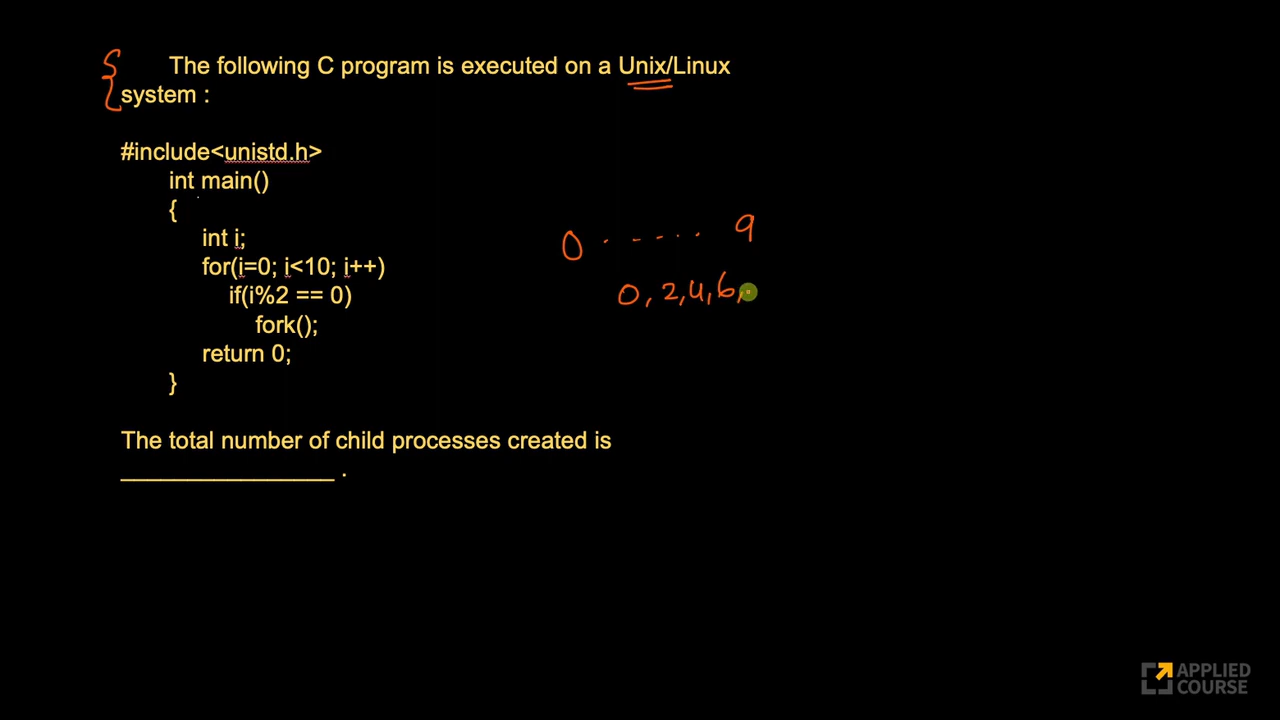 The following C program is executed on a Unix/Linux
system :
#include<unistd.h>
int main()
{
int i;
for(i=0; i<10; i++)
if(i%2 == 0)
fork();
return 0;
}
0 . - - - . 9
0, 2, 4, 6,
The total number of child processes created is
________________ .
APPLIED
COURSE